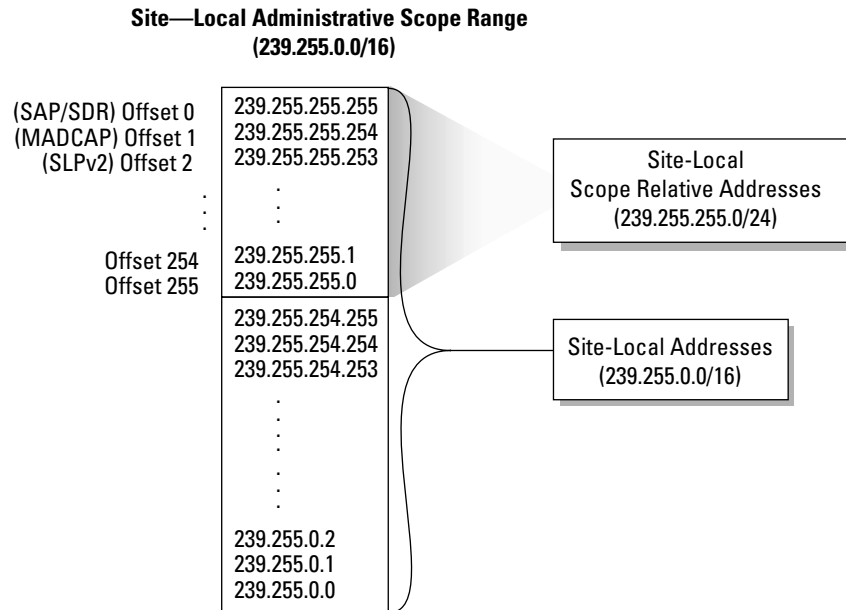 Site—Local Administrative Scope Range
(239.255.0.0/16)
(SAP/SDR) Offset 0
239.255.255.255
(MADCAP) Offset 1
239.255.255.254
(SLPv2) Offset 2
239.255.255.253
.
.
.
.
.
.
Offset 254
239.255.255.1
Offset 255
239.255.255.0
Site-Local
Scope Relative Addresses
(239.255.255.0/24)
239.255.254.255
239.255.254.254
239.255.254.253
Site-Local Addresses
(239.255.0.0/16)
.
.
.
.
.
.
239.255.0.2
239.255.0.1
239.255.0.0